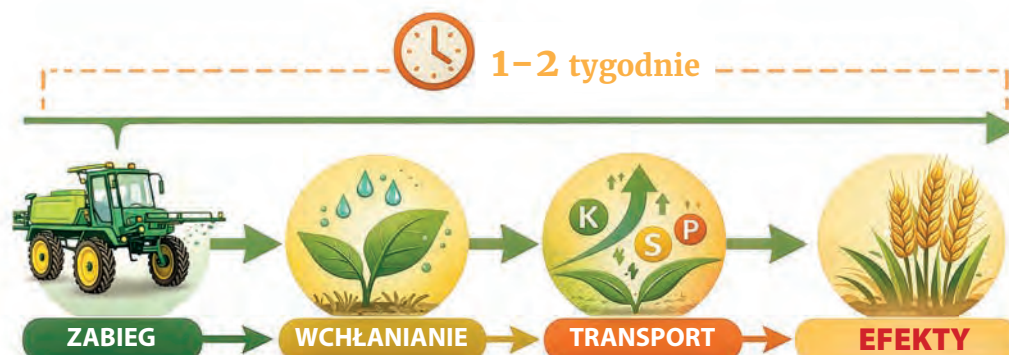 1–2 tygodnie
K
S
P
ZABIEG
WCHŁANIANIE
TRANSPORT
EFEKTY